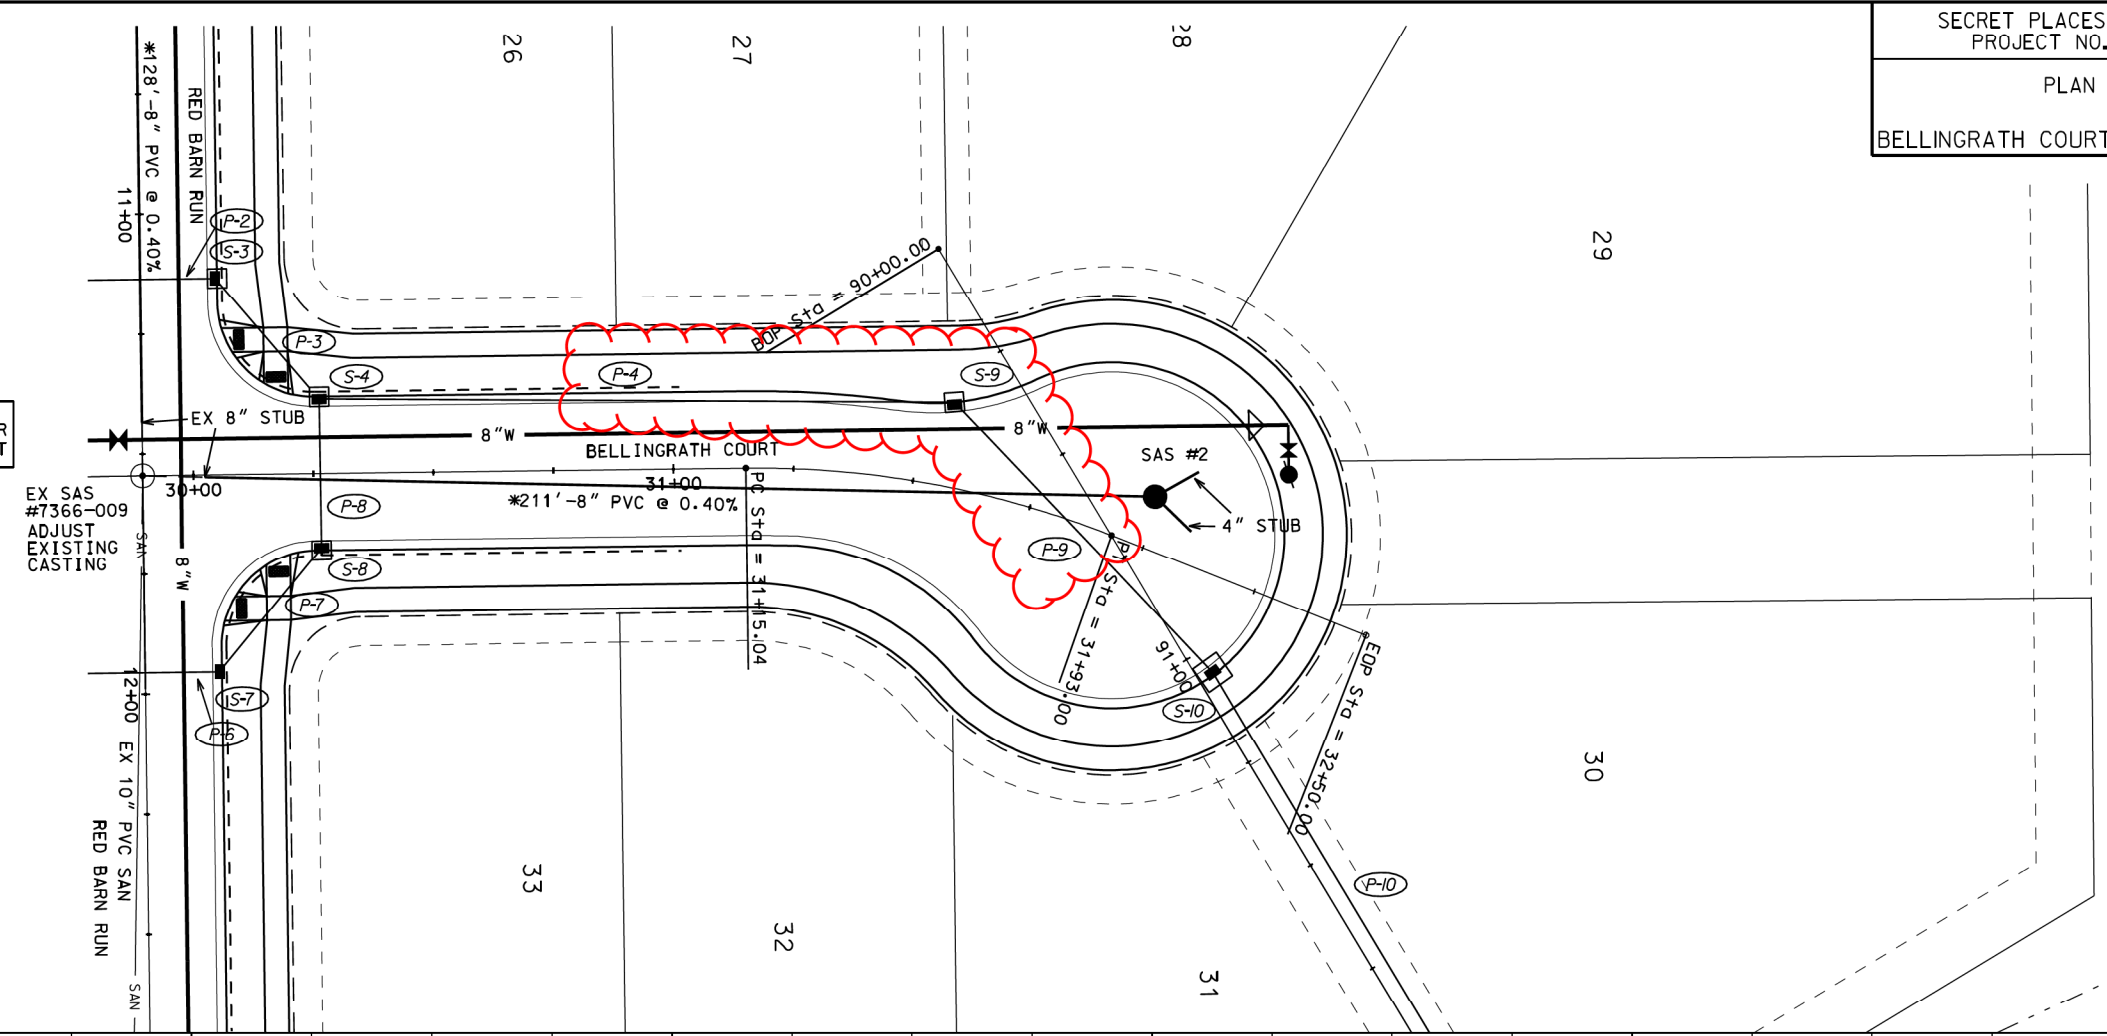 SECRET PLACES
PROJECT NO.
PLAN
BELLINGRATH COURT
26
27
28
29
30
31
32
33
*128'-8" PVC @ 0.40%
RED BARN RUN
11+00
P-2
S-3
P-3
S-4
P-4
S-9
BOP Sta = 90+00.00
EX 8" STUB
8"W
8"W
BELLINGRATH COURT
SAS #2
4" STUB
30+00
31+00
*211'-8" PVC @ 0.40%
PC Sta = 31+15.04
EX SAS
#7366-009
ADJUST
EXISTING
CASTING
SAN
8"W
P-8
S-8
P-7
P-9
PI Sta = 31+93.00
91+00
S-10
EOP Sta = 32+50.00
S-7
P-6
12+00
EX 10" PVC SAN
RED BARN RUN
SAN
P-10
R
T